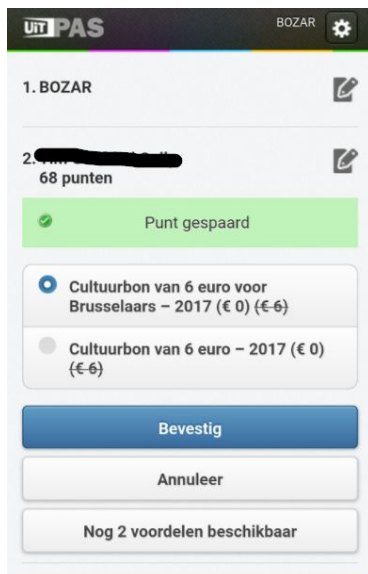 UiTPAS
BOZAR
1. BOZAR
2.
68 punten
Punt gespaard
Cultuurbon van 6 euro voor
Brusselaars – 2017 (€ 0) (€ 6)
Cultuurbon van 6 euro – 2017 (€ 0)
(€ 6)
Bevestig
Annuleer
Nog 2 voordelen beschikbaar